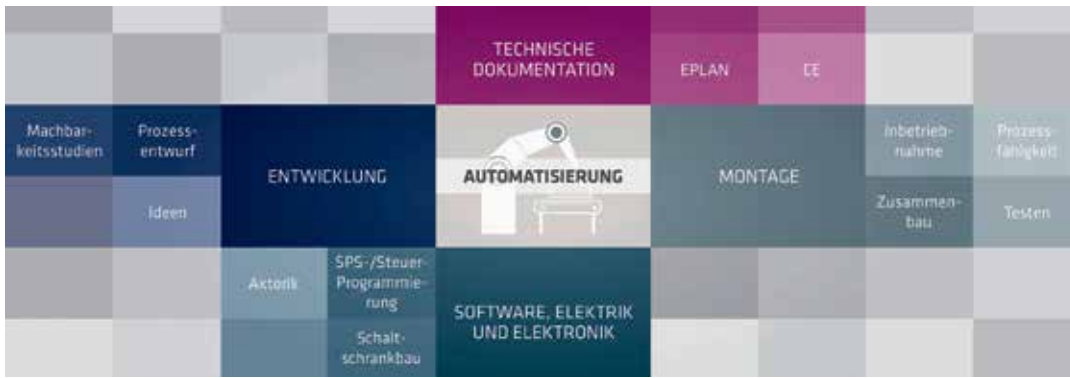 TECHNISCHE
DOKUMENTATION
EPLAN
CE
Machbar-
keitsstudien
Prozess-
entwurf
Ideen
ENTWICKLUNG
AUTOMATISIERUNG
MONTAGE
Inbetrieb-
nahme
Prozess-
fähigkeit
Zusammen-
bau
Testen
Aktorik
SPS-/Steuer-
Programmie-
rung
Schalt-
schrankbau
SOFTWARE, ELEKTRIK
UND ELEKTRONIK